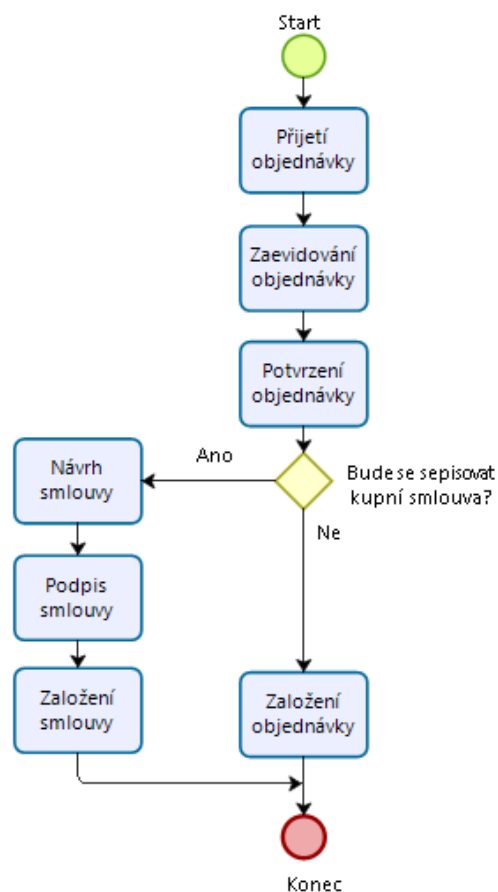 Start
Přijetí
objednávky
Zaevidování
objednávky
Potvrzení
objednávky
Bude se sepisovat
kupní smlouva?
Ano
Návrh
smlouvy
Podpis
smlouvy
Založení
smlouvy
Ne
Založení
objednávky
Konec